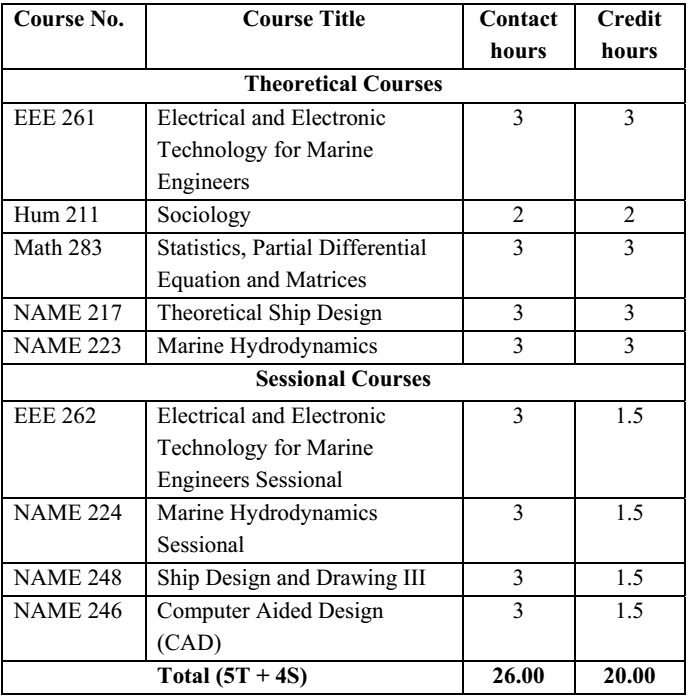 Course No. Course Title Contact Credit
hours hours
Theoretical Courses
EEE 261 Electrical and Electronic 3 3
Technology for Marine
Engineers
Hum 211 Sociology 2 2
Math 283 Statistics, Partial Differential 3 3
Equation and Matrices
NAME 217 Theoretical Ship Design 3 3
NAME 223 Marine Hydrodynamics 3 3
Sessional Courses
EEE 262 Electrical and Electronic 3 1.5
Technology for Marine
Engineers Sessional
NAME 224 Marine Hydrodynamics 3 1.5
Sessional
NAME 248 Ship Design and Drawing III 3 1.5
NAME 246 Computer Aided Design 3 1.5
(CAD)
Total (5T + 4S) 26.00 20.00